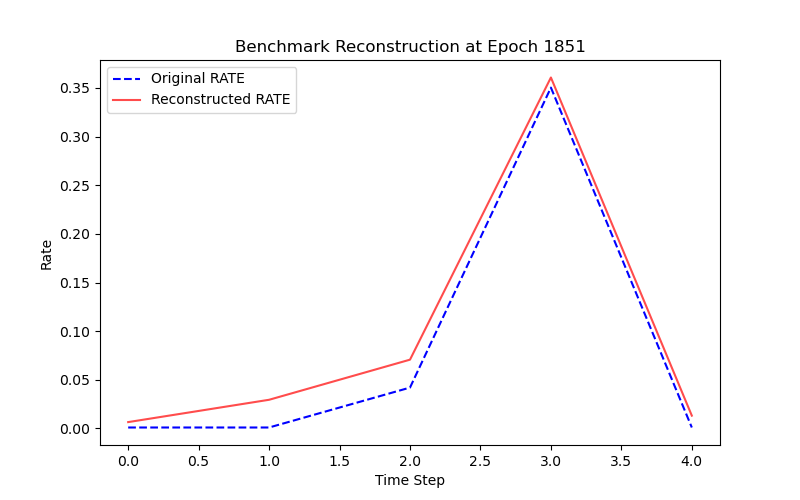 Benchmark Reconstruction at Epoch 1851
Original RATE
Reconstructed RATE
Rate
0.35
0.30
0.25
0.20
0.15
0.10
0.05
0.00
0.0 0.5 1.0 1.5 2.0 2.5 3.0 3.5 4.0
Time Step